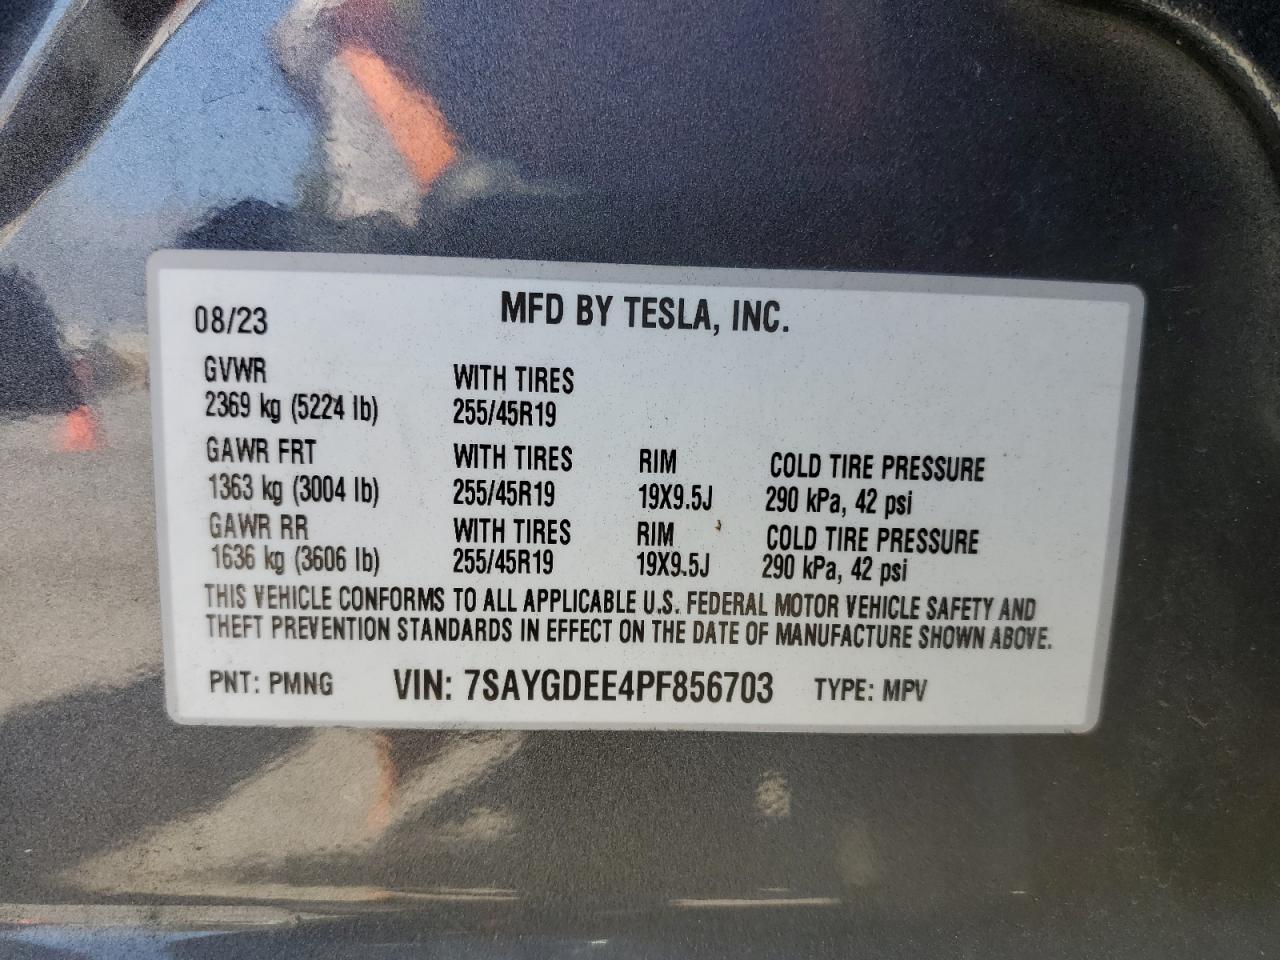 08/23 MFD BY TESLA, INC.
GVWR WITH TIRES
2369 kg (5224 lb) 255/45R19
GAWR FRT WITH TIRES RIM COLD TIRE PRESSURE
1363 kg (3004 lb) 255/45R19 19X9.5J 290 kPa, 42 psi
GAWR RR WITH TIRES RIM COLD TIRE PRESSURE
1636 kg (3606 lb) 255/45R19 19X9.5J 290 kPa, 42 psi
THIS VEHICLE CONFORMS TO ALL APPLICABLE U.S. FEDERAL MOTOR VEHICLE SAFETY AND
THEFT PREVENTION STANDARDS IN EFFECT ON THE DATE OF MANUFACTURE SHOWN ABOVE.
PNT: PMNG VIN: 7SAYGDEE4PF856703 TYPE: MPV